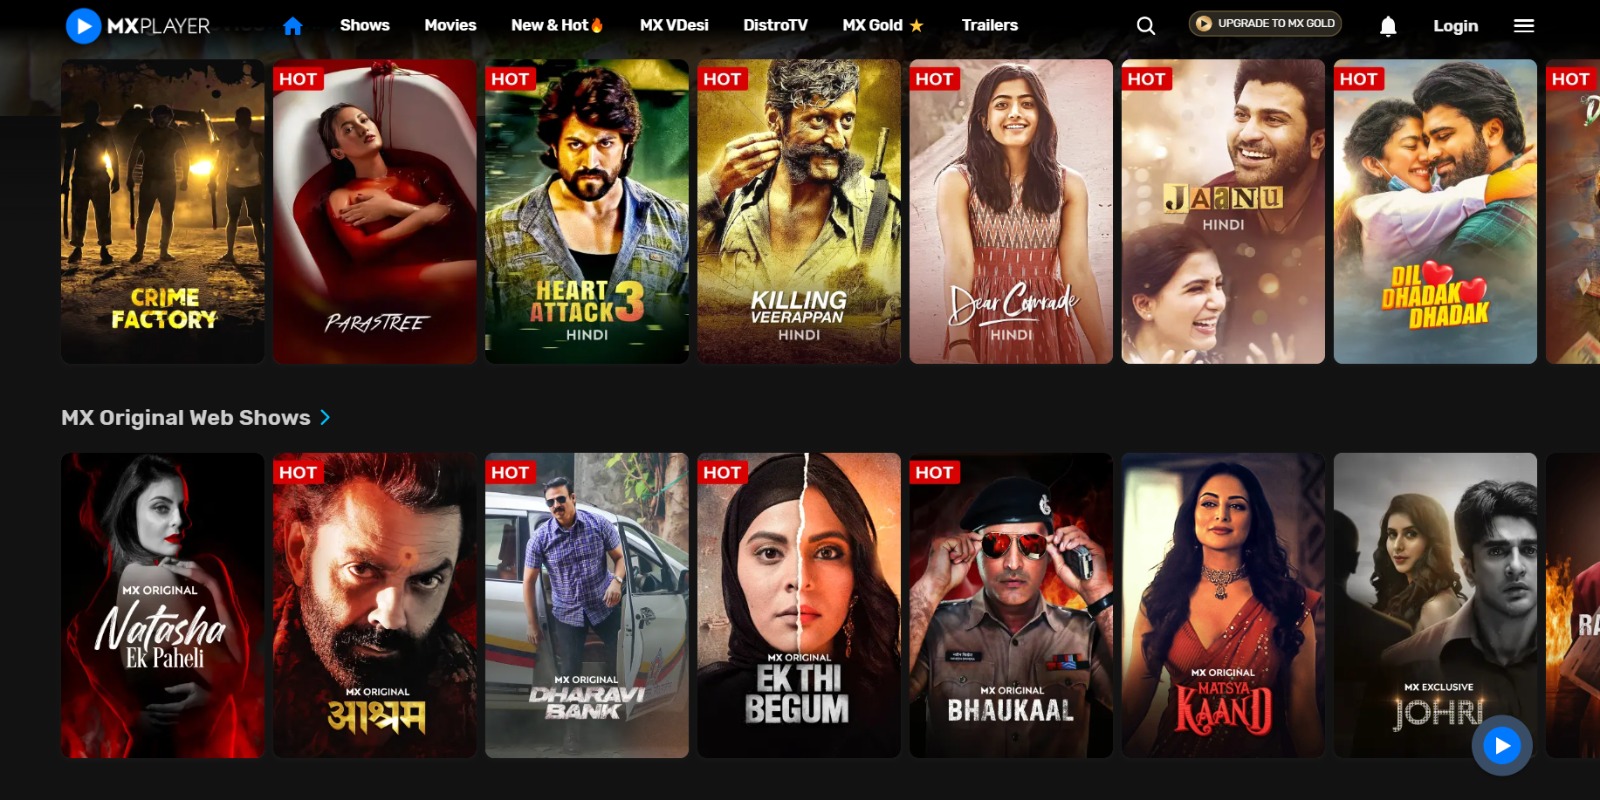 MXPLAYER
Shows
Movies
New & Hot
MX VDesi
DistroTV
MX Gold
Trailers
UPGRADE TO MX GOLD
Login
CRIME
FACTORY
HOT
PARASTREE
HOT
HEART
ATTACK 3
HINDI
HOT
KILLING
VEERAPPAN
HINDI
HOT
Dear Comrade
HINDI
HOT
JAANU
HINDI
HOT
DIL
DHADAK
DHADAK
HOT
MX Original Web Shows
MX ORIGINAL
Natasha
Ek Paheli
HOT
MX ORIGINAL
आश्रम
HOT
MX ORIGINAL
DHARAVI
BANK
HOT
MX ORIGINAL
EK THI
BEGUM
HOT
MX ORIGINAL
BHAUKAAL
MX ORIGINAL
MATSYA
KAAND
MX EXCLUSIVE
JOHRI
RA